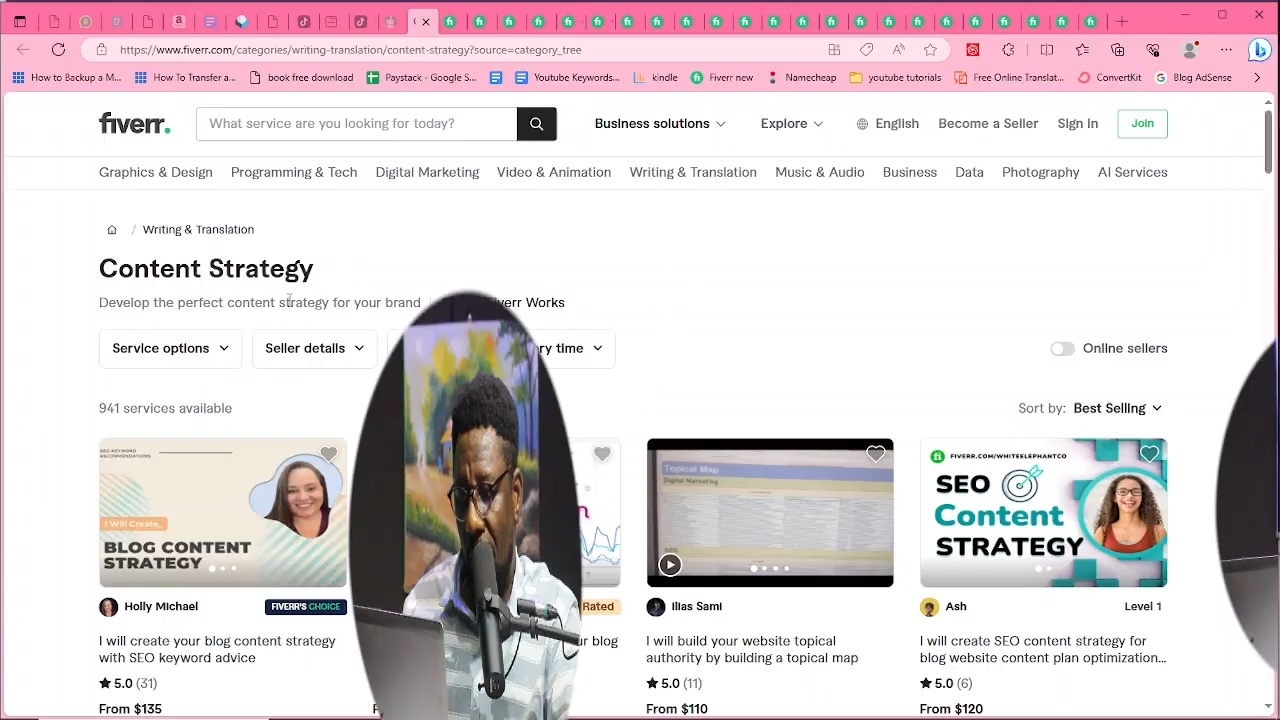 https://www.fiverr.com/categories/writing-translation/content-strategy?source=category_tree
How to Backup a M...
How To Transfer a...
book free download
Paystack - Google S...
Youtube Keywords...
kindle
Fiverr new
Namecheap
youtube tutorials
Free Online Translat...
ConvertKit
Blog AdSense
fiverr.
What service are you looking for today?
Business solutions
Explore
English
Become a Seller
Sign In
Join
Graphics & Design
Programming & Tech
Digital Marketing
Video & Animation
Writing & Translation
Music & Audio
Business
Data
Photography
AI Services
/ Writing & Translation
Content Strategy
Develop the perfect content strategy for your brand
Works
Service options
Seller details
time
Online sellers
941 services available
Sort by: Best Selling
SEO KEYWORD
RECOMMENDATIONS
I Will Create_
BLOG CONTENT
STRATEGY
Topical Map
Digital Marketing
FIVERR.COM/WHITEELEPHANTCO
SEO
Content
STRATEGY
Holly Michael
FIVERR'S CHOICE
Rated
Ilias Sami
Ash
Level 1
I will create your blog content strategy
with SEO keyword advice
blog
I will build your website topical
authority by building a topical map
I will create SEO content strategy for
blog website content plan optimization...
5.0 (31)
5.0 (11)
5.0 (6)
From $135
From $110
From $120